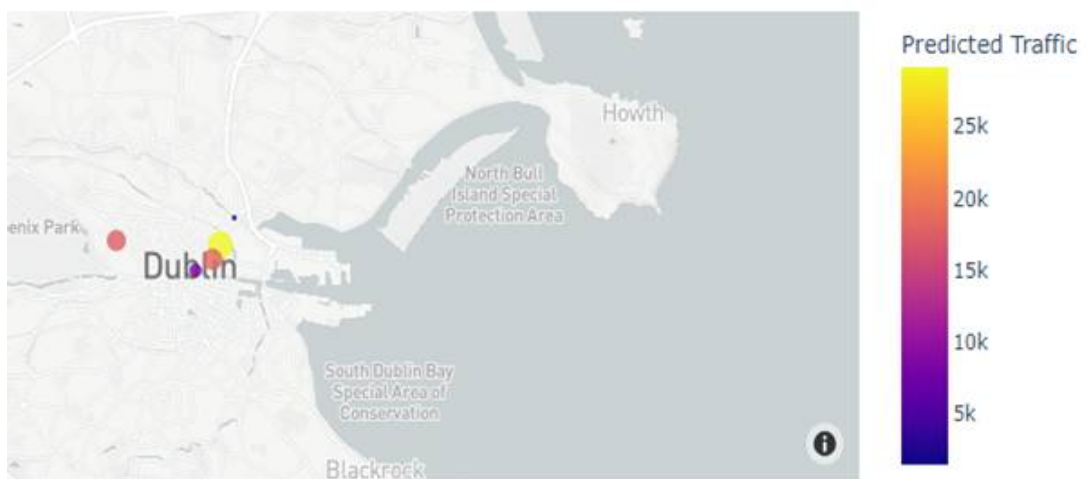 Predicted Traffic
Howth
25k
North Bull
Island Special
Protection Area
20k
enix Park
Dublin
15k
10k
South Dublin Bay
Special Area of
Conservation
5k
Blackrock